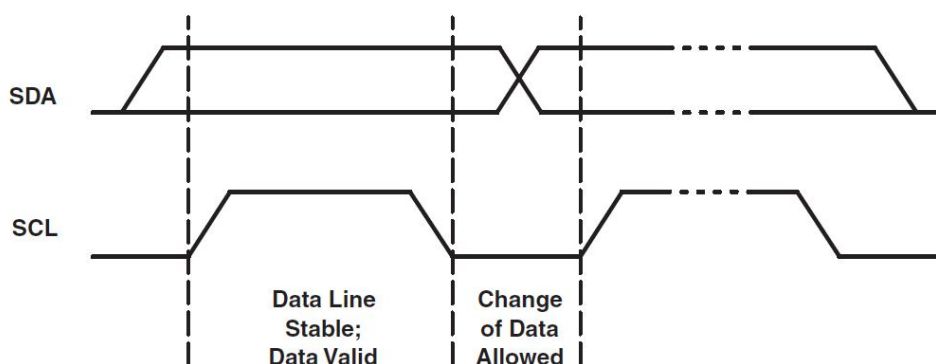 SDA
SCL
Data Line
Stable;
Data Valid
Change
of Data
Allowed